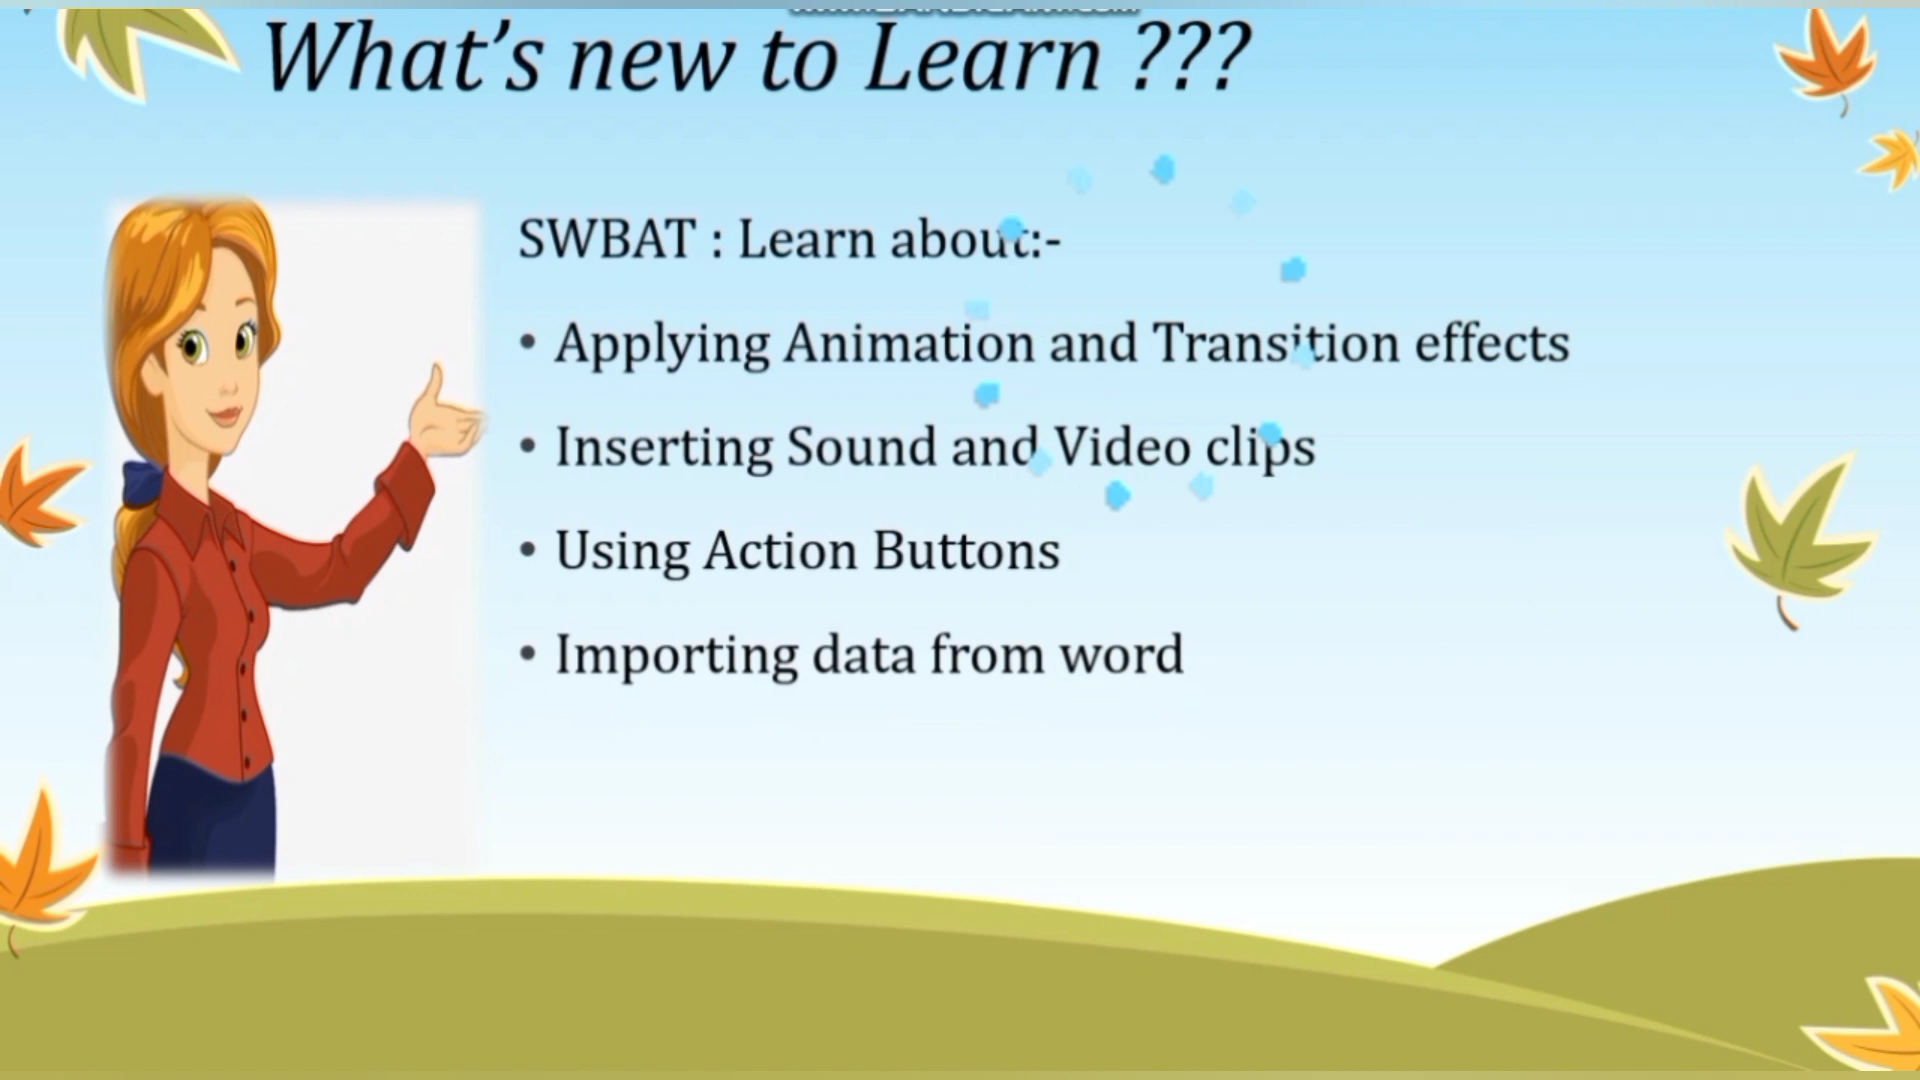 What's new to Learn ???
SWBAT : Learn about:-
• Applying Animation and Transition effects
• Inserting Sound and Video clips
• Using Action Buttons
• Importing data from word